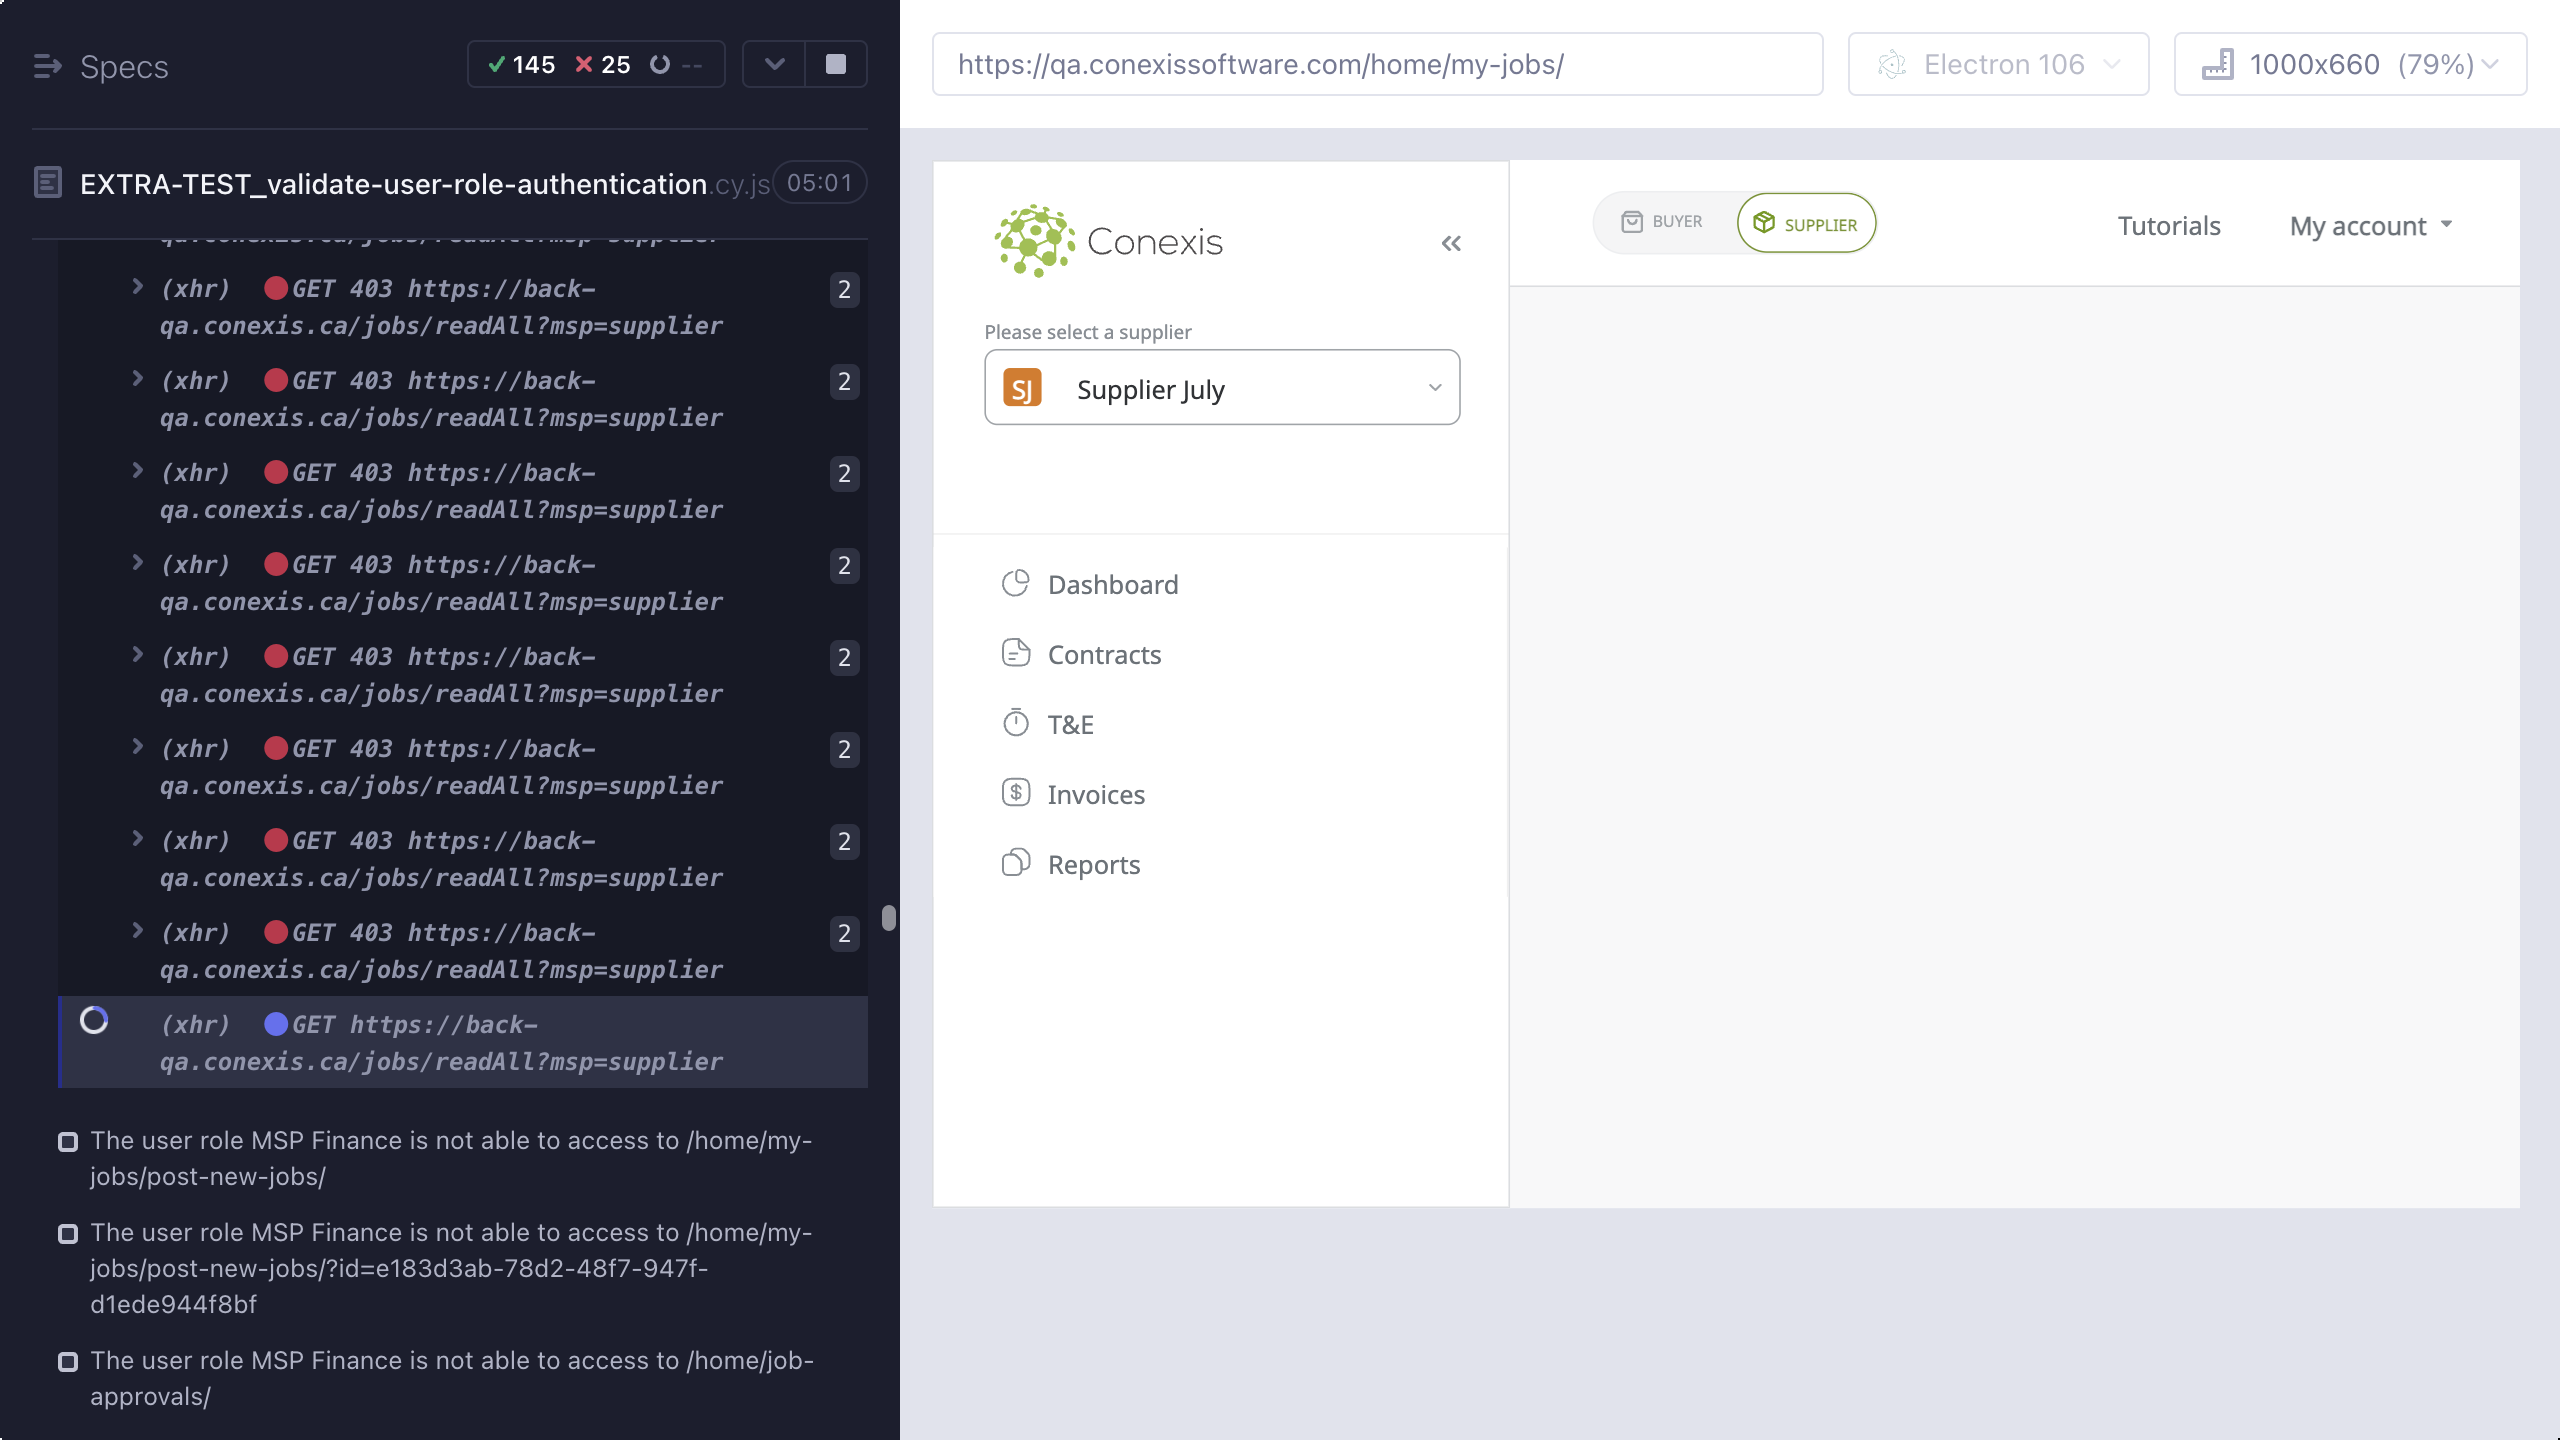 Specs
145
25
--
EXTRA-TEST_validate-user-role-authentication.cy.js
05:01
qa.conexis.ca/jobs/readAll?msp=supplier
(xhr) GET 403 https://back-
2
qa.conexis.ca/jobs/readAll?msp=supplier
(xhr) GET 403 https://back-
2
qa.conexis.ca/jobs/readAll?msp=supplier
(xhr) GET 403 https://back-
2
qa.conexis.ca/jobs/readAll?msp=supplier
(xhr) GET 403 https://back-
2
qa.conexis.ca/jobs/readAll?msp=supplier
(xhr) GET 403 https://back-
2
qa.conexis.ca/jobs/readAll?msp=supplier
(xhr) GET 403 https://back-
2
qa.conexis.ca/jobs/readAll?msp=supplier
(xhr) GET 403 https://back-
2
qa.conexis.ca/jobs/readAll?msp=supplier
(xhr) GET 403 https://back-
2
qa.conexis.ca/jobs/readAll?msp=supplier
(xhr) GET https://back-
qa.conexis.ca/jobs/readAll?msp=supplier
The user role MSP Finance is not able to access to /home/my-
jobs/post-new-jobs/
The user role MSP Finance is not able to access to /home/my-
jobs/post-new-jobs/?id=e183d3ab-78d2-48f7-947f-
d1ede944f8bf
The user role MSP Finance is not able to access to /home/job-
approvals/
https://qa.conexissoftware.com/home/my-jobs/
Electron 106
1000x660 (79%)
Conexis
«
Please select a supplier
SJ Supplier July
Dashboard
Contracts
T&E
Invoices
Reports
BUYER
SUPPLIER
Tutorials
My account